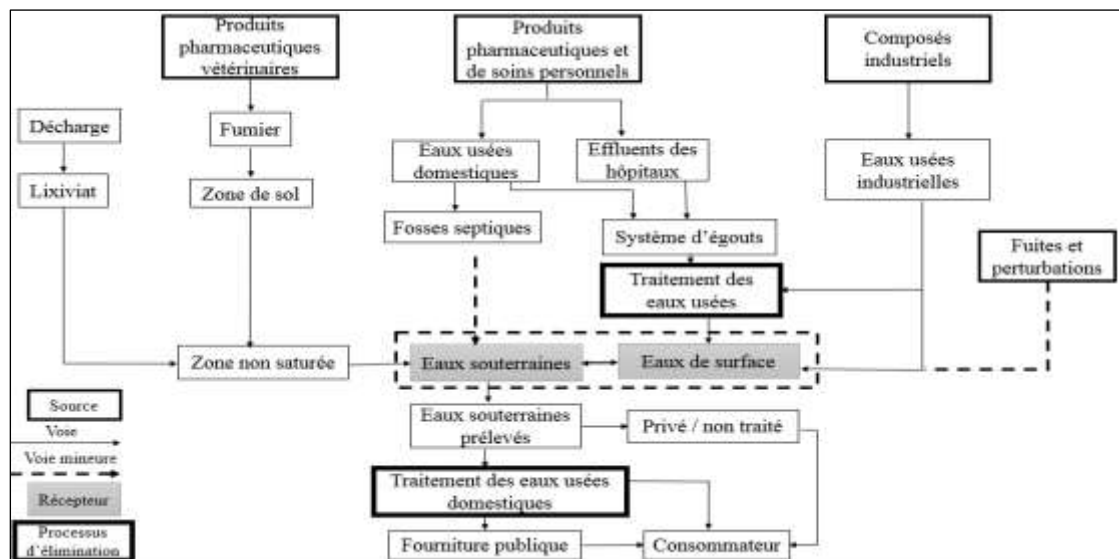 Produits
pharmaceutiques
vétérinaires
Produits
pharmaceutiques et
de soins personnels
Composés
industriels
Décharge
Fumier
Eaux usées
domestiques
Effluents des
hôpitaux
Eaux usées
industrielles
Lixiviat
Zone de sol
Fosses septiques
Système d'égouts
Fuites et
perturbations
Traitement des
eaux usées
Zone non saturée
Eaux souterraines
Eaux de surface
Source
Vose
Voie mineure
Récepteur
Processus
d'élimination
Eaux souterraines
prélevés
Privé / non traité
Traitement des eaux usées
domestiques
Fourniture publique
Consommateur